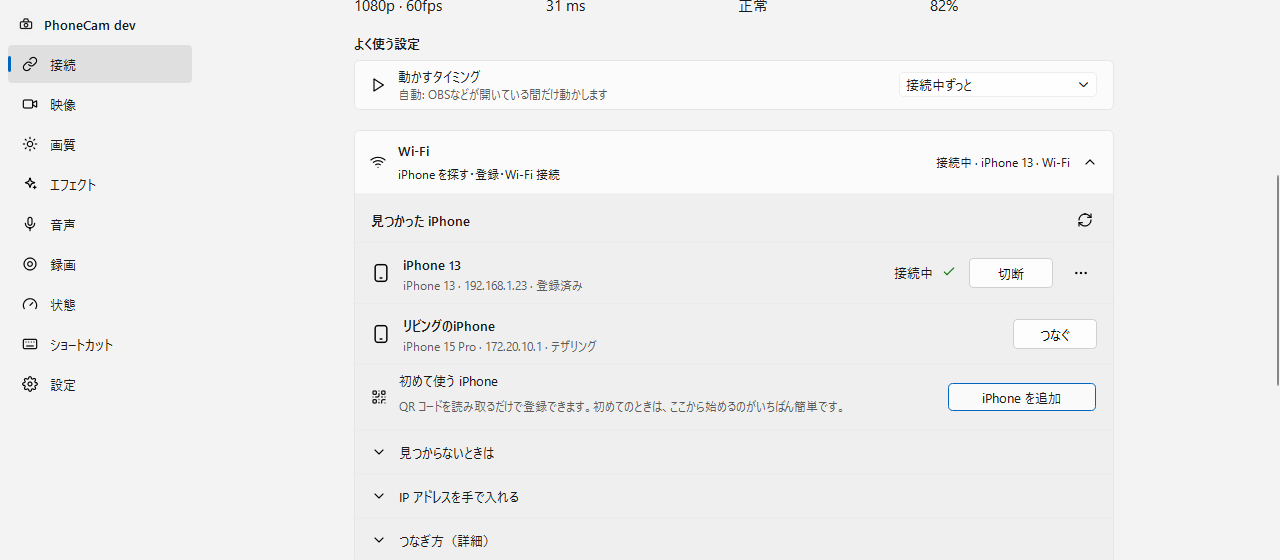 PhoneCam dev
接続
映像
画質
エフェクト
音声
録画
状態
ショートカット
設定
1080p · 60fps
31 ms
正常
82%
よく使う設定
動かすタイミング
自動: OBSなどが開いている間だけ動かします
接続中ずっと
Wi-Fi
iPhone を探す・登録・Wi-Fi 接続
接続中 · iPhone 13 · Wi-Fi
見つかった iPhone
iPhone 13
iPhone 13 · 192.168.1.23 · 登録済み
接続中
切断
リビングのiPhone
iPhone 15 Pro · 172.20.10.1 · テザリング
つなぐ
初めて使う iPhone
QR コードを読み取るだけで登録できます。初めてのときは、ここから始めるのがいちばん簡単です。
iPhone を追加
見つからないときは
IP アドレスを手で入れる
つなぎ方（詳細）